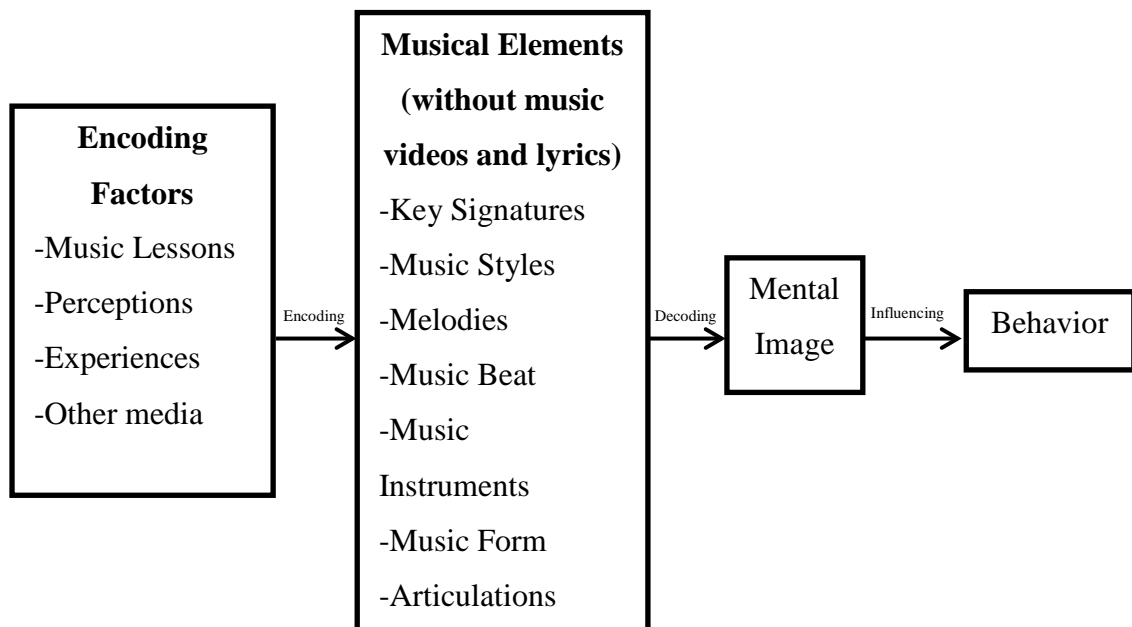 Encoding
Factors
-Music Lessons
-Perceptions
-Experiences
-Other media
Encoding
Musical Elements
(without music
videos and lyrics)
-Key Signatures
-Music Styles
-Melodies
-Music Beat
-Music
Instruments
-Music Form
-Articulations
Decoding
Mental
Image
Influencing
Behavior